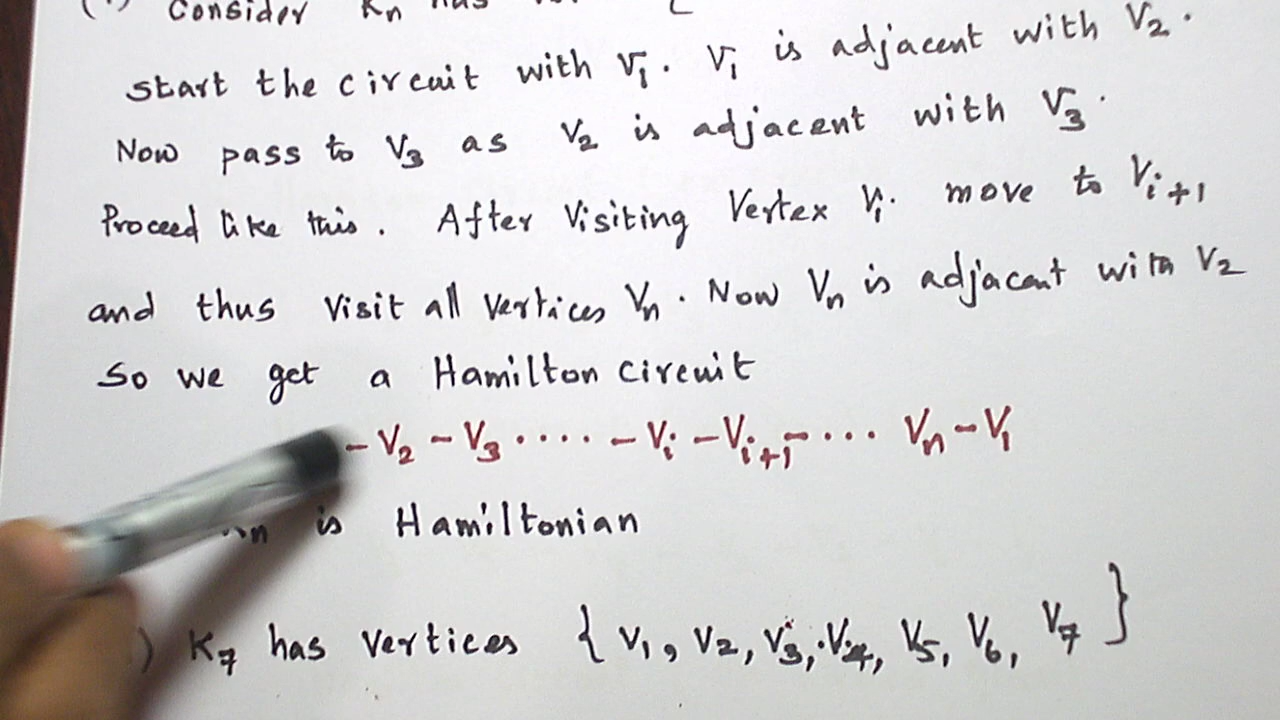 Consider Kn has
start the circuit with V1. V1 is adjacent with V2.
Now pass to V3 as V2 is adjacent with V3.
Proceed like this. After Visiting Vertex Vi. move to Vi+1
and thus Visit all vertices Vn. Now Vn is adjacent with V2
So we get a Hamilton circuit
- V2 - V3 ..... - Vi - Vi+1 - ... Vn - V1
is Hamiltonian
) K7 has vertices { V1, V2, V3, V4, V5, V6, V7 }